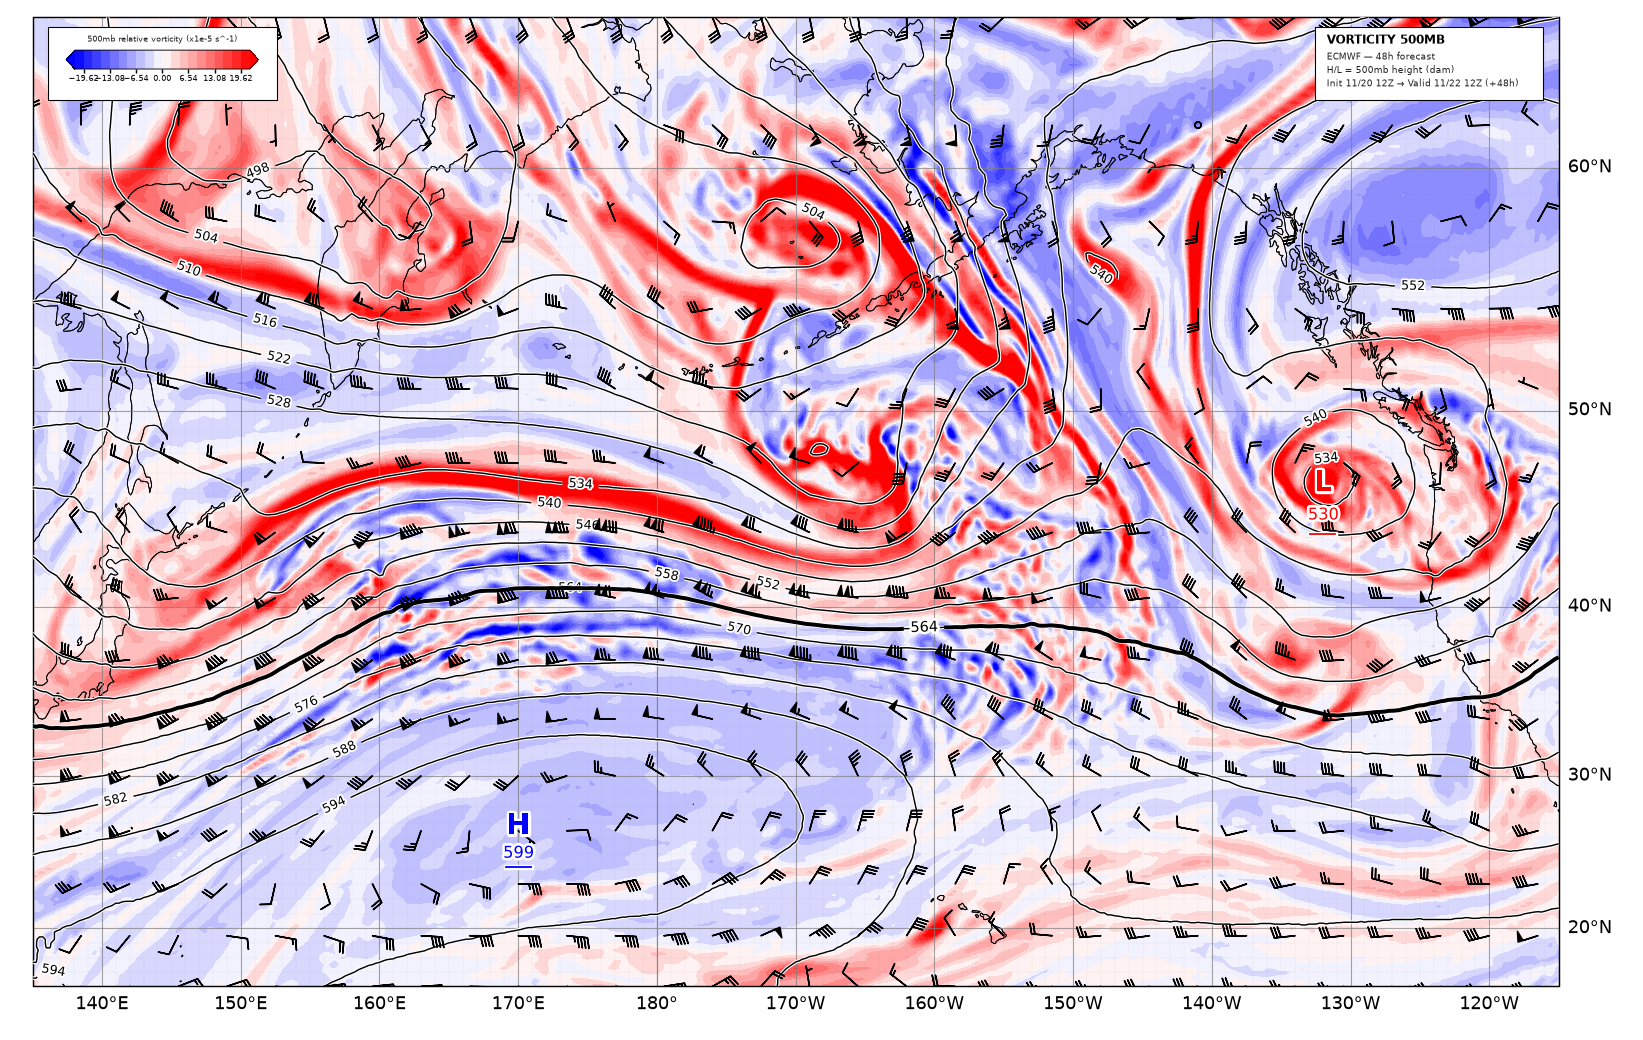 500mb relative vorticity (x1e-5 s^-1)
−19.62 −13.08 −6.54 0.00 6.54 13.08 19.62
VORTICITY 500MB
ECMWF — 48h forecast
H/L = 500mb height (dam)
Init 11/20 12Z → Valid 11/22 12Z (+48h)
498
504
504
510
540
552
516
522
528
540
534
L
530
534
540
546
558
552
564
570
564
576
588
582
594
H
599
594
60°N
50°N
40°N
30°N
20°N
140°E 150°E 160°E 170°E 180° 170°W 160°W 150°W 140°W 130°W 120°W